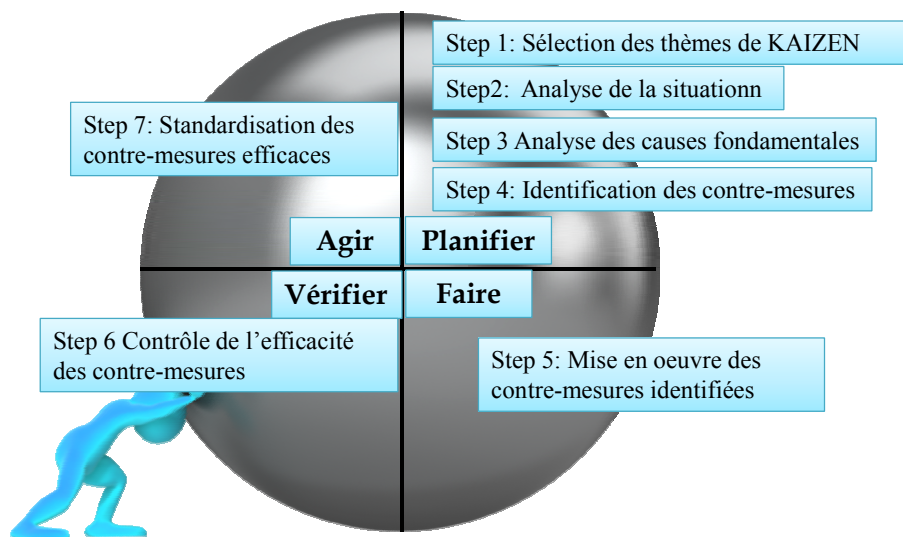 Step 1: Sélection des thèmes de KAIZEN
Step2:  Analyse de la situationn
Step 3 Analyse des causes fondamentales
Step 4: Identification des contre-mesures
Step 7: Standardisation des
contre-mesures efficaces
Agir
Planifier
Vérifier
Faire
Step 6 Contrôle de l’efficacité
des contre-mesures
Step 5: Mise en oeuvre des
contre-mesures identifiées